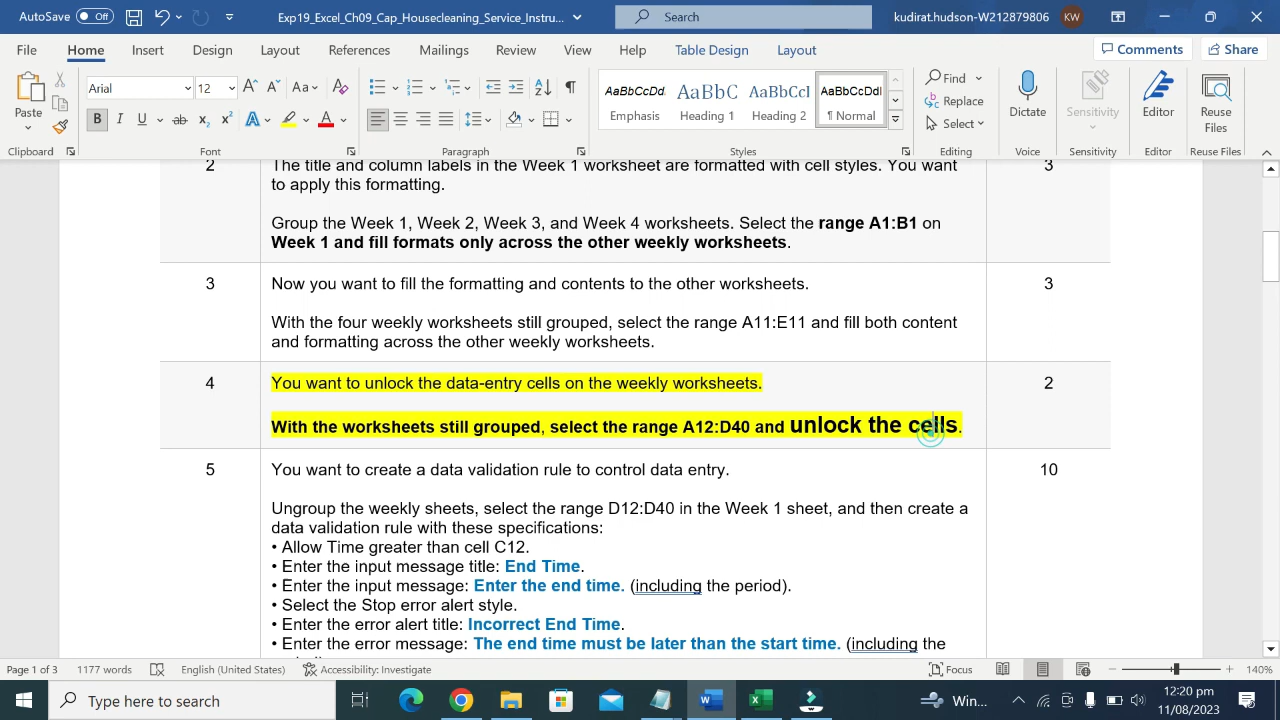 AutoSave Off Exp19_Excel_Ch09_Cap_Housecleaning_Service_Instru... Search kudirat.hudson-W212879806 KW
File Home Insert Design Layout References Mailings Review View Help Table Design Layout Comments Share
Paste
Arial 12 Aa
AaBbCcDd AaBbC AaBbCcI AaBbCcDdI
Emphasis Heading 1 Heading 2 ¶ Normal
Find
Replace
Select
Dictate Sensitivity Editor Reuse Files
Clipboard Font Paragraph Styles Editing Voice Sensitivity Editor Reuse Files
2 The title and column labels in the Week 1 worksheet are formatted with cell styles. You want 3
to apply this formatting.
Group the Week 1, Week 2, Week 3, and Week 4 worksheets. Select the range A1:B1 on
Week 1 and fill formats only across the other weekly worksheets.
3 Now you want to fill the formatting and contents to the other worksheets. 3
With the four weekly worksheets still grouped, select the range A11:E11 and fill both content
and formatting across the other weekly worksheets.
4 You want to unlock the data-entry cells on the weekly worksheets. 2
With the worksheets still grouped, select the range A12:D40 and unlock the cells.
5 You want to create a data validation rule to control data entry. 10
Ungroup the weekly sheets, select the range D12:D40 in the Week 1 sheet, and then create a
data validation rule with these specifications:
• Allow Time greater than cell C12.
• Enter the input message title: End Time.
• Enter the input message: Enter the end time. (including the period).
• Select the Stop error alert style.
• Enter the error alert title: Incorrect End Time.
• Enter the error message: The end time must be later than the start time. (including the
Page 1 of 3 1177 words English (United States) Accessibility: Investigate Focus 140%
Type here to search Win... 12:20 pm
11/08/2023